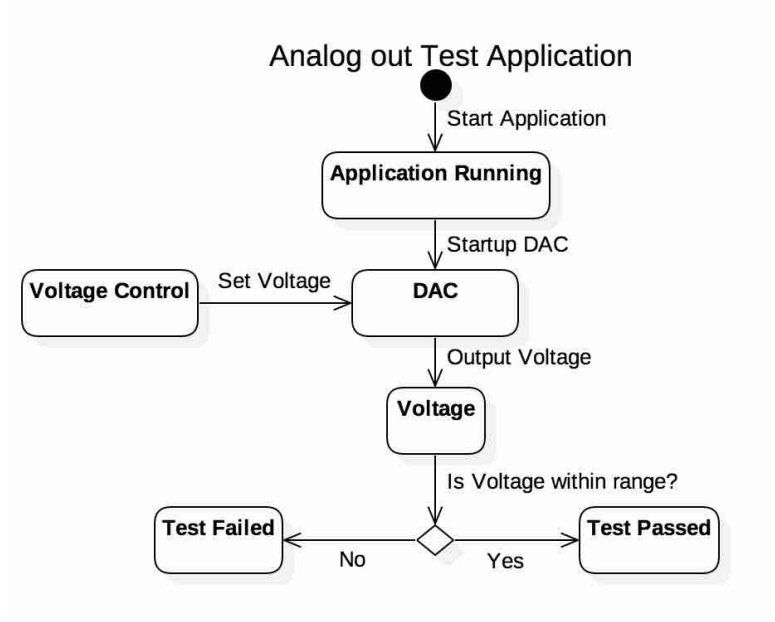 Analog out Test Application
Start Application
Application Running
Startup DAC
Voltage Control
Set Voltage
DAC
Output Voltage
Voltage
Is Voltage within range?
Test Failed
No
Yes
Test Passed